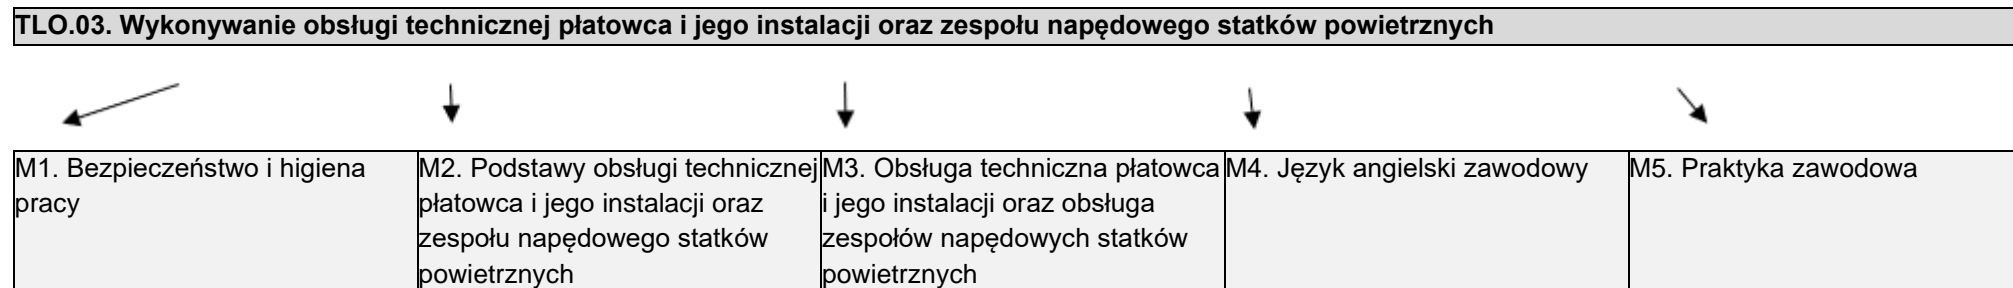 TLO.03. Wykonywanie obsługi technicznej płatowca i jego instalacji oraz zespołu napędowego statków powietrznych
M1. Bezpieczeństwo i higiena
pracy
M2. Podstawy obsługi technicznej
płatowca i jego instalacji oraz
zespołu napędowego statków
powietrznych
M3. Obsługa techniczna płatowca
i jego instalacji oraz obsługa
zespołów napędowych statków
powietrznych
M4. Język angielski zawodowy
M5. Praktyka zawodowa